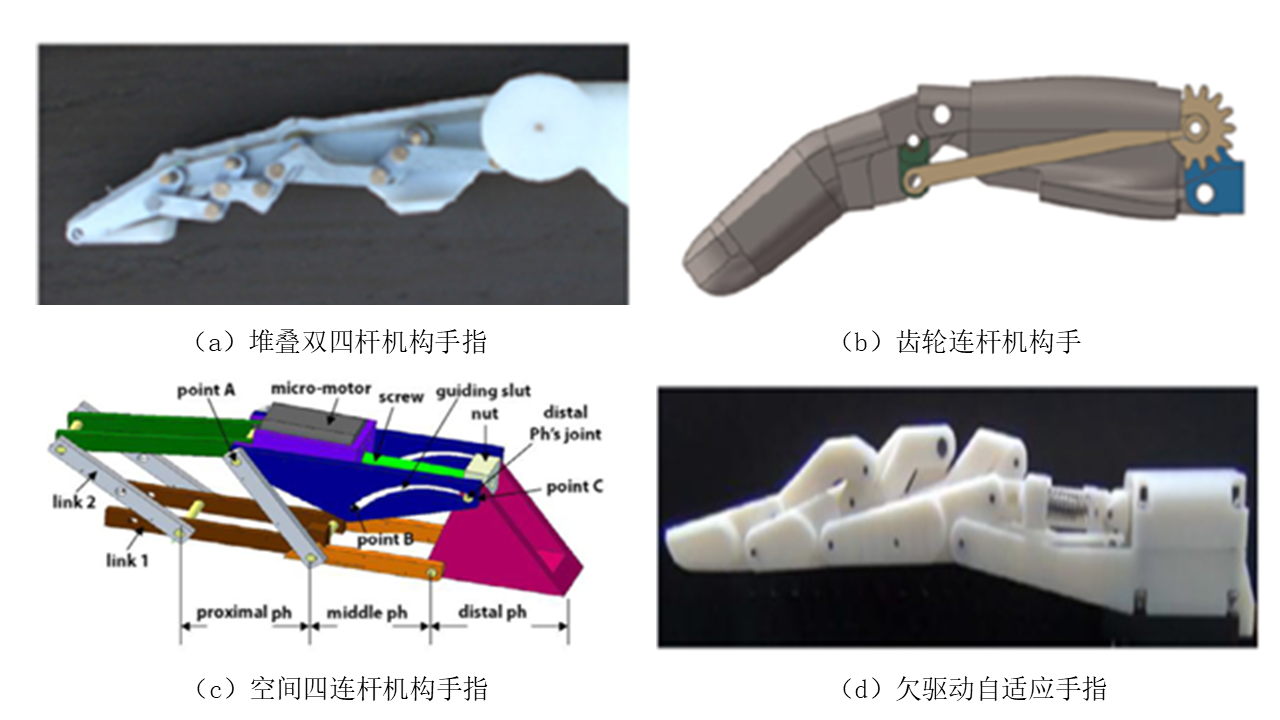 （a）堆叠双四杆机构手指
（b）齿轮连杆机构手
point A
micro-motor
screw
guiding slut
nut
distal
Ph's joint
point C
link 2
point B
link 1
proximal ph
middle ph
distal ph
（c）空间四连杆机构手指
（d）欠驱动自适应手指